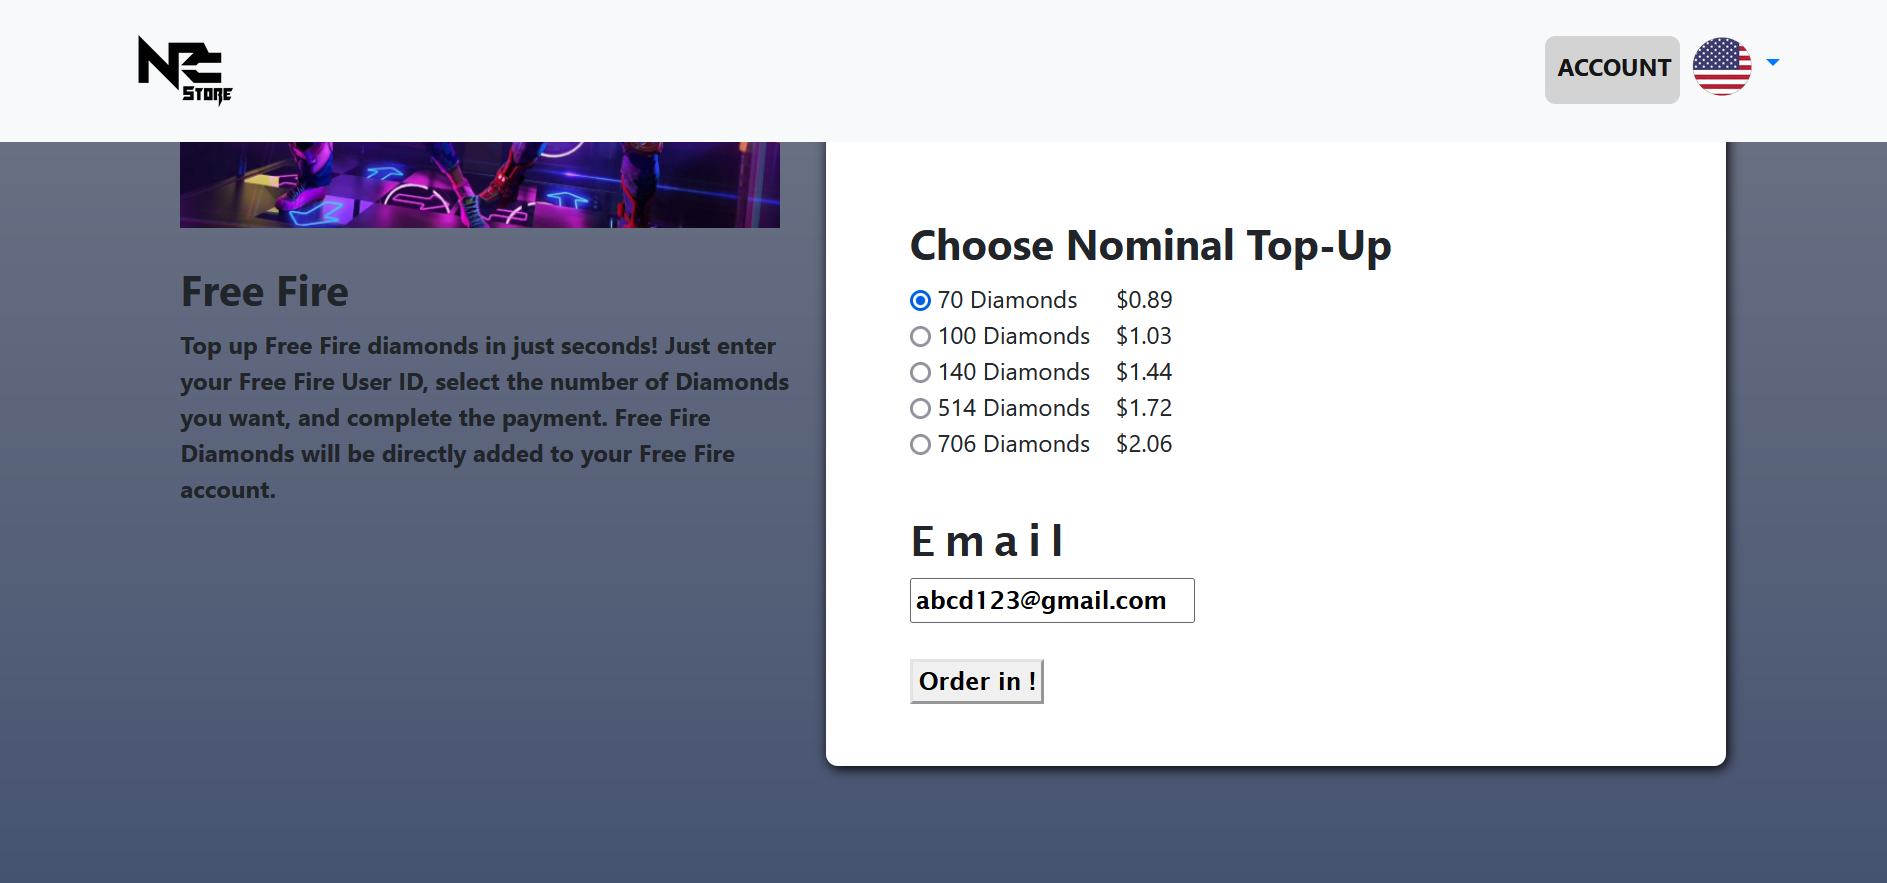 NRC
STORE
ACCOUNT
Free Fire
Top up Free Fire diamonds in just seconds! Just enter
your Free Fire User ID, select the number of Diamonds
you want, and complete the payment. Free Fire
Diamonds will be directly added to your Free Fire
account.
Choose Nominal Top-Up
70 Diamonds $0.89
100 Diamonds $1.03
140 Diamonds $1.44
514 Diamonds $1.72
706 Diamonds $2.06
Email
abcd123@gmail.com
Order in !